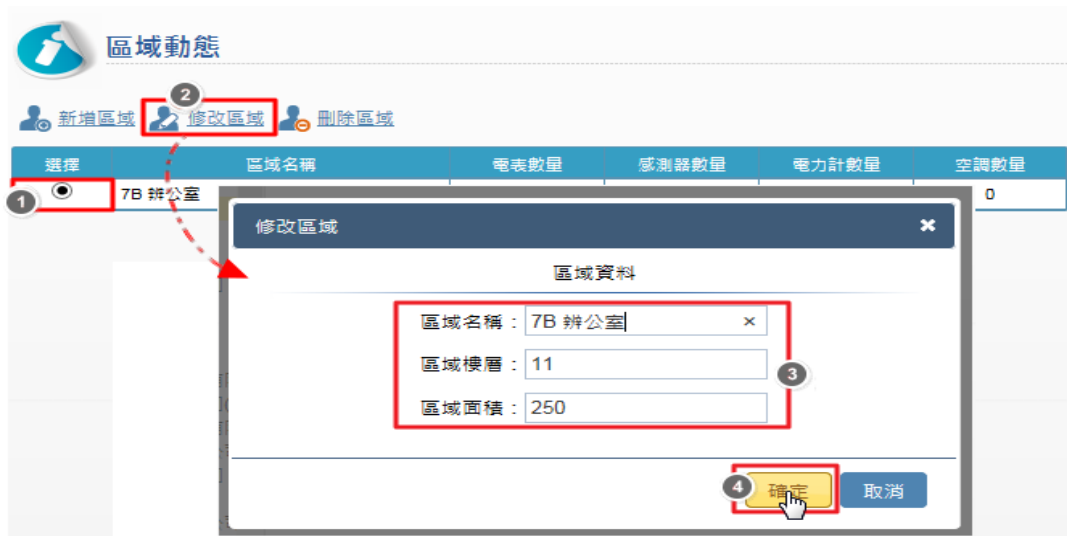 區域動態
2
新增區域 修改區域 刪除區域
選擇 區域名稱 電表數量 感測器數量 電力計數量 空調數量
1 7B 辨公室 0
修改區域
區域資料
區域名稱：7B 辨公室 ×
區域樓層：11
3
區域面積：250
4 確定 取消